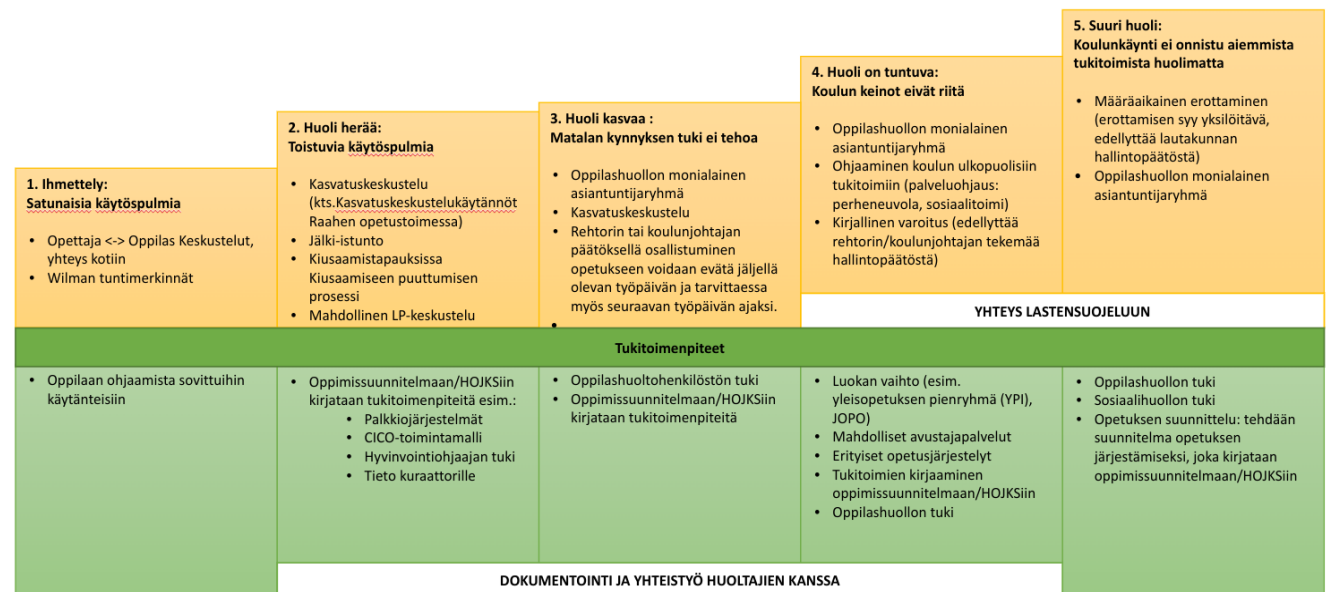 1. Ihmettely:
Satunaisia käytöspulmia
• Opettaja <-> Oppilas Keskustelut,
yhteys kotiin
• Wilman tuntimerkinnät
2. Huoli herää:
Toistuvia käytöspulmia
• Kasvatuskeskustelu
(kts.Kasvatuskeskustelukäytännöt
Raahen opetustoimessa)
• Jälki-istunto
• Kiusaamistapauksissa
Kiusaamiseen puuttumisen
prosessi
• Mahdollinen LP-keskustelu
3. Huoli kasvaa :
Matalan kynnyksen tuki ei tehoa
• Oppilashuollon monialainen
asiantuntijaryhmä
• Kasvatuskeskustelu
• Rehtorin tai koulunjohtajan
päätöksellä osallistuminen
opetukseen voidaan evätä jäljellä
olevan työpäivän ja tarvittaessa
myös seuraavan työpäivän ajaksi.
•
4. Huoli on tuntuva:
Koulun keinot eivät riitä
• Oppilashuollon monialainen
asiantuntijaryhmä
• Ohjaaminen koulun ulkopuolisiin
tukitoimiin (palveluohjaus:
perheneuvola, sosiaalitoimi)
• Kirjallinen varoitus (edellyttää
rehtorin/koulunjohtajan tekemää
hallintopäätöstä)
5. Suuri huoli:
Koulunkäynti ei onnistu aiemmista
tukitoimista huolimatta
• Määräaikainen erottaminen
(erottamisen syy yksilöitävä,
edellyttää lautakunnan
hallintopäätöstä)
• Oppilashuollon monialainen
asiantuntijaryhmä
YHTEYS LASTENSUOJELUUN
Tukitoimenpiteet
• Oppilaan ohjaamista sovittuihin
käytänteisiin
• Oppimissuunnitelmaan/HOJKSiin
kirjataan tukitoimenpiteitä esim.:
• Palkkiojärjestelmät
• CICO-toimintamalli
• Hyvinvointiohjaajan tuki
• Tieto kuraattorille
• Oppilashuoltohenkilöstön tuki
• Oppimissuunnitelmaan/HOJKSiin
kirjataan tukitoimenpiteitä
• Luokan vaihto (esim.
yleisopetuksen pienryhmä (YPI),
JOPO)
• Mahdolliset avustajapalvelut
• Erityiset opetusjärjestelyt
• Tukitoimien kirjaaminen
oppimissuunnitelmaan/HOJKSiin
• Oppilashuollon tuki
• Oppilashuollon tuki
• Sosiaalihuollon tuki
• Opetuksen suunnittelu: tehdään
suunnitelma opetuksen
järjestämiseksi, joka kirjataan
oppimissuunnitelmaan/HOJKSiin
DOKUMENTOINTI JA YHTEISTYÖ HUOLTAJIEN KANSSA